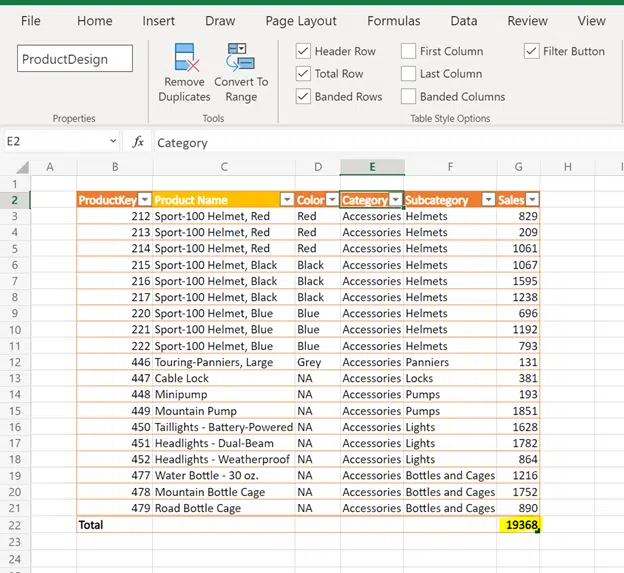 File Home Insert Draw Page Layout Formulas Data Review View
ProductDesign
Remove Duplicates
Convert To Range
Header Row First Column Filter Button
Total Row Last Column
Banded Rows Banded Columns
Properties Tools Table Style Options
E2 fx Category
A B C D E F G H I
1
2 ProductKey Product Name Color Category Subcategory Sales
3 212 Sport-100 Helmet, Red Red Accessories Helmets 829
4 213 Sport-100 Helmet, Red Red Accessories Helmets 209
5 214 Sport-100 Helmet, Red Red Accessories Helmets 1061
6 215 Sport-100 Helmet, Black Black Accessories Helmets 1067
7 216 Sport-100 Helmet, Black Black Accessories Helmets 1595
8 217 Sport-100 Helmet, Black Black Accessories Helmets 1238
9 220 Sport-100 Helmet, Blue Blue Accessories Helmets 696
10 221 Sport-100 Helmet, Blue Blue Accessories Helmets 1192
11 222 Sport-100 Helmet, Blue Blue Accessories Helmets 793
12 446 Touring-Panniers, Large Grey Accessories Panniers 131
13 447 Cable Lock NA Accessories Locks 381
14 448 Minipump NA Accessories Pumps 193
15 449 Mountain Pump NA Accessories Pumps 1851
16 450 Taillights - Battery-Powered NA Accessories Lights 1628
17 451 Headlights - Dual-Beam NA Accessories Lights 1782
18 452 Headlights - Weatherproof NA Accessories Lights 864
19 477 Water Bottle - 30 oz. NA Accessories Bottles and Cages 1216
20 478 Mountain Bottle Cage NA Accessories Bottles and Cages 1752
21 479 Road Bottle Cage NA Accessories Bottles and Cages 890
22 Total 19368
23
24